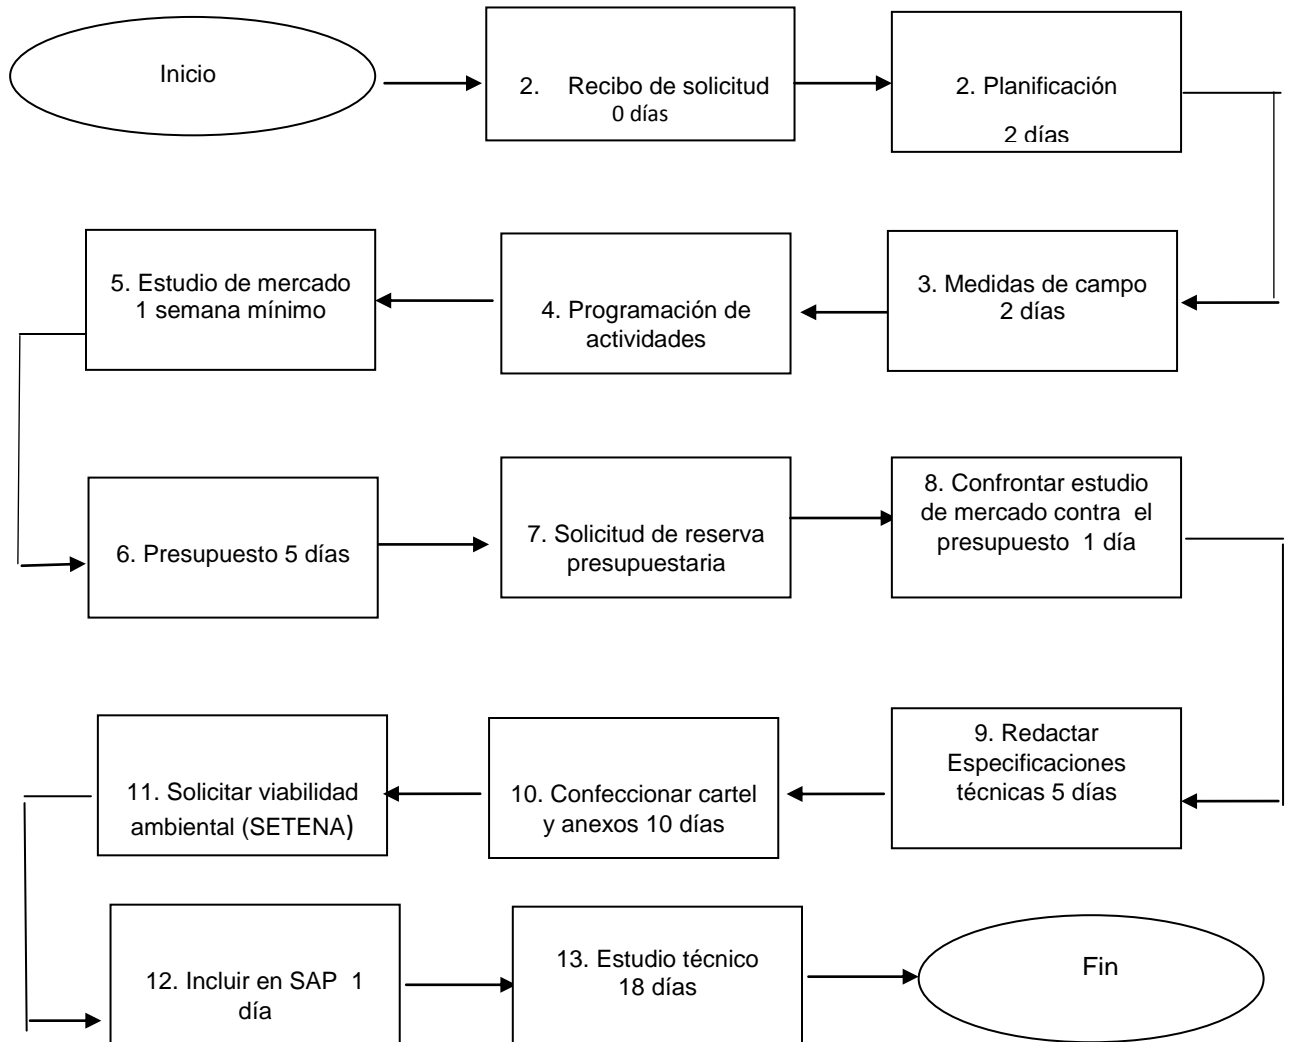 Inicio
2. Recibo de solicitud
0 días
2. Planificación
2 días
5. Estudio de mercado
1 semana mínimo
4. Programación de
actividades
3. Medidas de campo
2 días
6. Presupuesto 5 días
7. Solicitud de reserva
presupuestaria
8. Confrontar estudio
de mercado contra el
presupuesto 1 día
11. Solicitar viabilidad
ambiental (SETENA)
10. Confeccionar cartel
y anexos 10 días
9. Redactar
Especificaciones
técnicas 5 días
12. Incluir en SAP 1
día
13. Estudio técnico
18 días
Fin